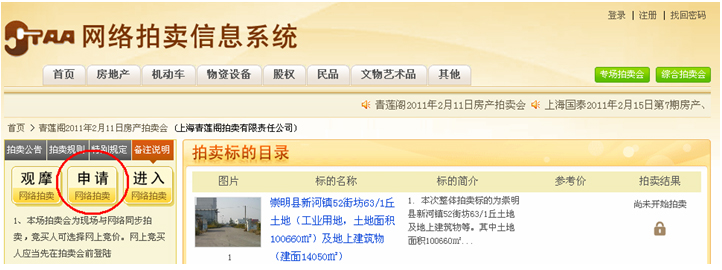 登录 | 注册 | 找回密码
STAA 网络拍卖信息系统
首页 房地产 机动车 物资设备 股权 民品 文物艺术品 其他 专场拍卖会 综合拍卖会
青莲阁2011年2月11日房产拍卖会 上海国泰2011年2月15日第7期房产、
首页 > 青莲阁2011年2月11日房产拍卖会 (上海青莲阁拍卖有限责任公司)
拍卖公告 拍卖规则 特别规定 备注说明
观摩 申请 进入
网络拍卖 网络拍卖 网络拍卖
1、本场拍卖会为现场与网络同步拍
卖,竞买人可选择网上竞价。网上竞买
人应当先在拍卖会前登陆
拍卖标的目录
图片 标的名称 标的简介 参考价 拍卖结果
崇明县新河镇52街坊63/1丘
土地(工业用地,土地面积
100660㎡)及地上建筑物
(建面14050㎡)
1. 本次整体拍卖标的为崇明
县新河镇52街坊63/1丘土地
及地上建筑物等。其中土地
面积100660㎡...
尚未开始拍卖
1